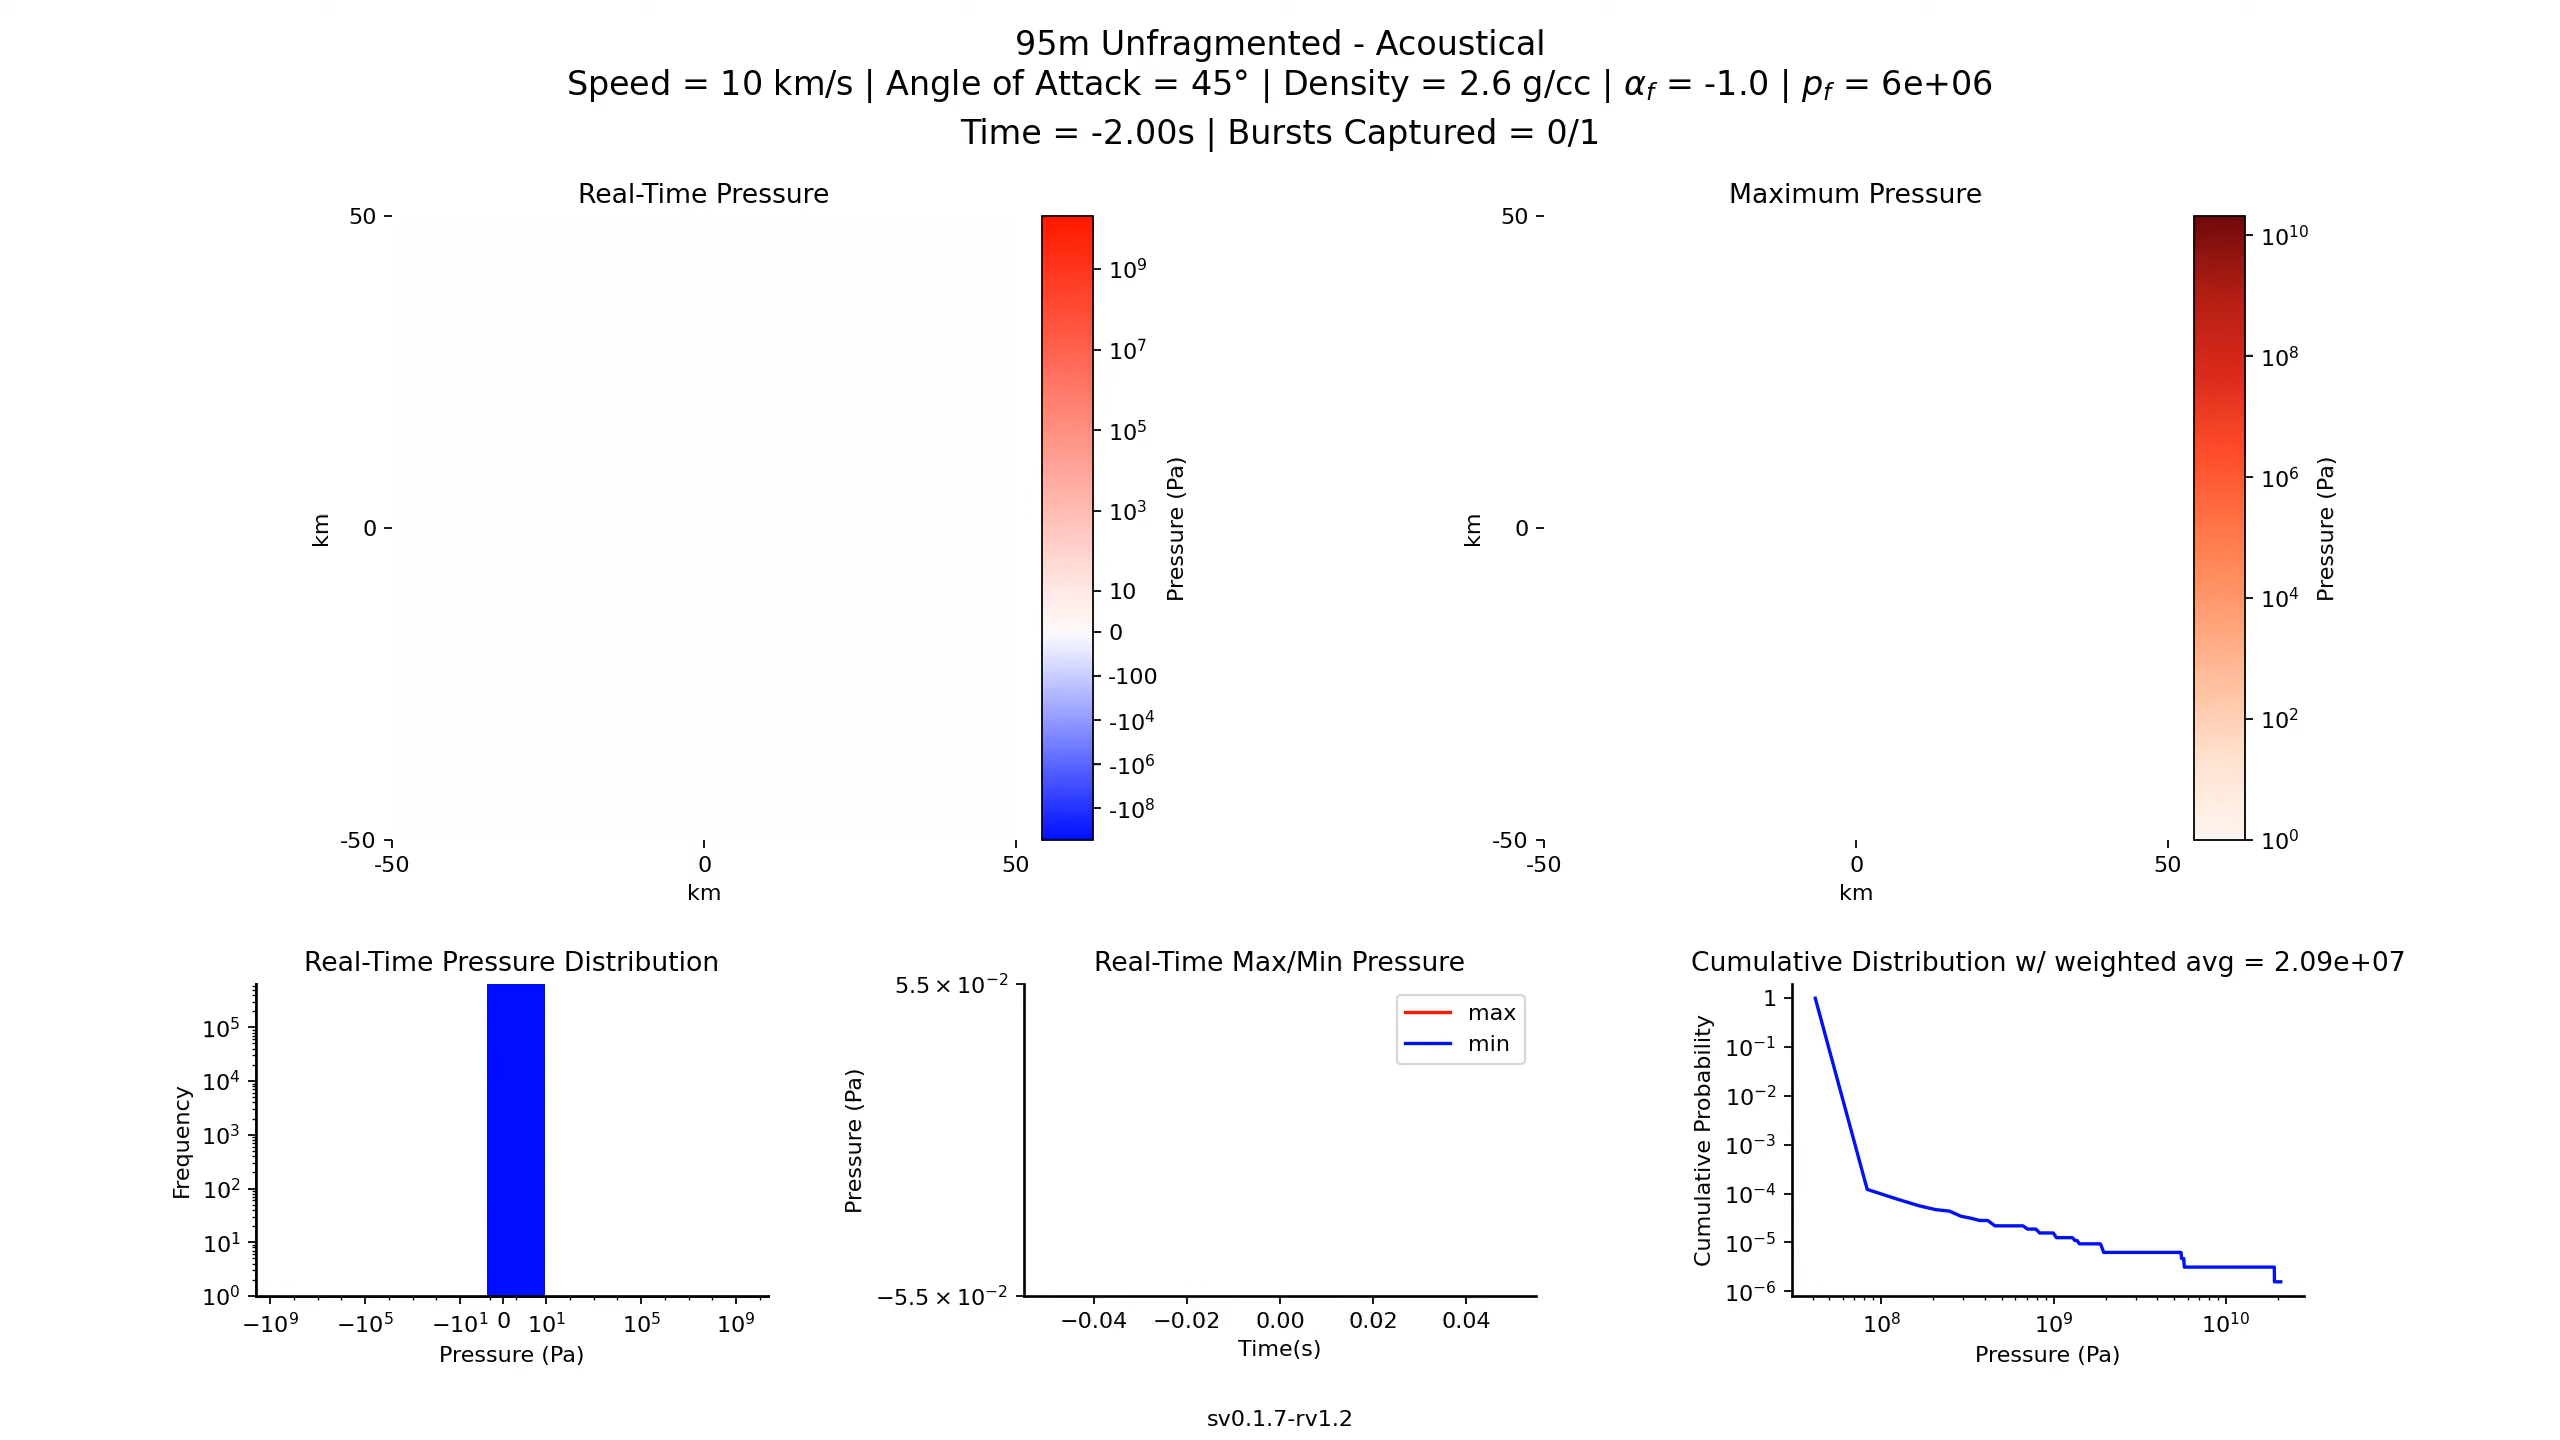 95m Unfragmented - Acoustical
Speed = 10 km/s | Angle of Attack = 45° | Density = 2.6 g/cc | α_f = -1.0 | p_f = 6e+06
Time = -2.00s | Bursts Captured = 0/1
Real-Time Pressure
50
0
-50
km
-50
0
50
km
10⁹
10⁷
10⁵
10³
10
0
-100
-10⁴
-10⁶
-10⁸
Pressure (Pa)
Maximum Pressure
50
0
-50
km
-50
0
50
km
10¹⁰
10⁸
10⁶
10⁴
10²
10⁰
Pressure (Pa)
Real-Time Pressure Distribution
10⁵
10⁴
10³
10²
10¹
10⁰
Frequency
−10⁹ −10⁵ −10¹ 0 10¹ 10⁵ 10⁹
Pressure (Pa)
Real-Time Max/Min Pressure
5.5 × 10⁻²
−5.5 × 10⁻²
Pressure (Pa)
max
min
−0.04 −0.02 0.00 0.02 0.04
Time(s)
Cumulative Distribution w/ weighted avg = 2.09e+07
1
10⁻¹
10⁻²
10⁻³
10⁻⁴
10⁻⁵
10⁻⁶
Cumulative Probability
10⁸ 10⁹ 10¹⁰
Pressure (Pa)
sv0.1.7-rv1.2